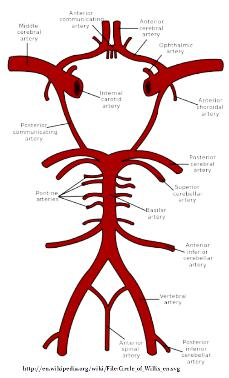 Anterior
communicating
artery
Anterior
cerebral
artery
Middle
cerebral
artery
Ophthalmic
artery
Internal
carotid
artery
Anterior
choroidal
artery
Posterior
communicating
artery
Posterior
cerebral
artery
Superior
cerebellar
artery
Pontine
arteries
Basilar
artery
Anterior
inferior
cerebellar
artery
Vertebral
artery
Anterior
spinal
artery
Posterior
inferior
cerebellar
artery
http://en.wikipedia.org/wiki/File:Circle_of_Willis_en.svg